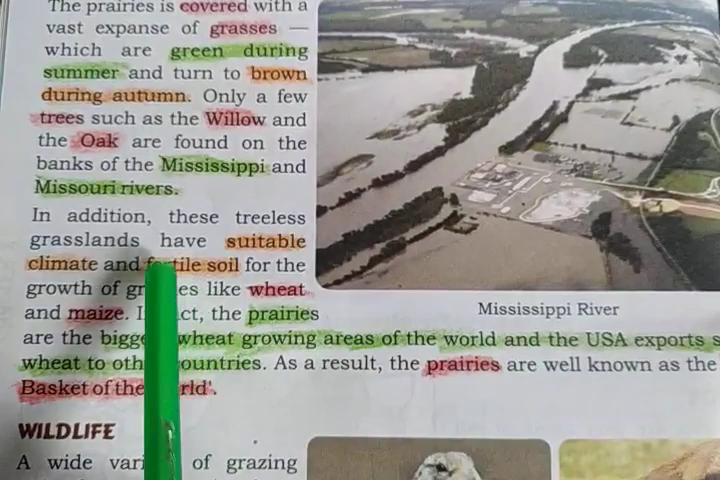 The prairies is covered with a
vast expanse of grasses —
which are green during
summer and turn to brown
during autumn. Only a few
trees such as the Willow and
the Oak are found on the
banks of the Mississippi and
Missouri rivers.
In addition, these treeless
grasslands have suitable
climate and fertile soil for the
growth of like wheat
and maize. the prairies
are the wheat growing areas of the world and the USA exports
wheat to As a result, the prairies are well known as the
Basket of the
Mississippi River
WILDLIFE
A wide of grazing